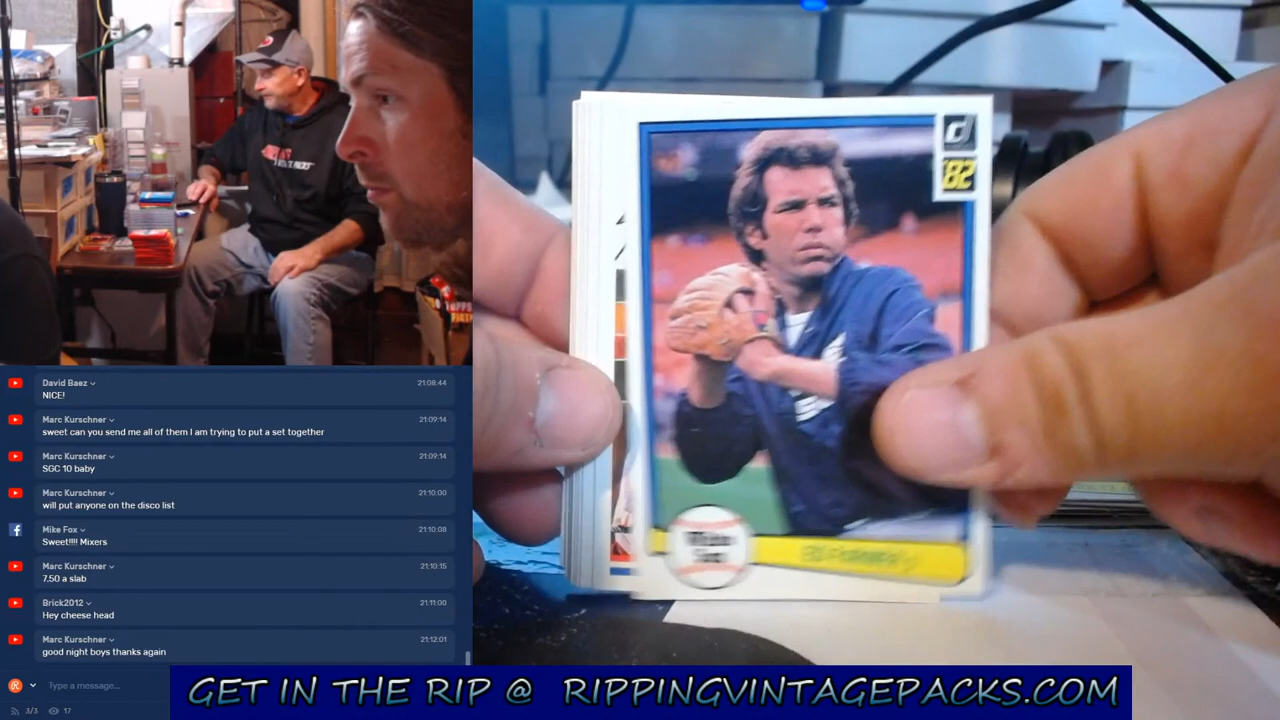 David Baez
21:08:44
NICE!
Marc Kurschner
21:09:14
sweet can you send me all of them I am trying to put a set together
Marc Kurschner
21:09:14
SGC 10 baby
Marc Kurschner
21:10:00
will put anyone on the disco list
Mike Fox
21:10:08
Sweet!!!! Mixers
Marc Kurschner
21:10:15
7.50 a slab
Brick2012
21:11:00
Hey cheese head
Marc Kurschner
21:12:01
good night boys thanks again
Type a message...
3/3
17
'82
GET IN THE RIP @ RIPPINGVINTAGEPACKS.COM